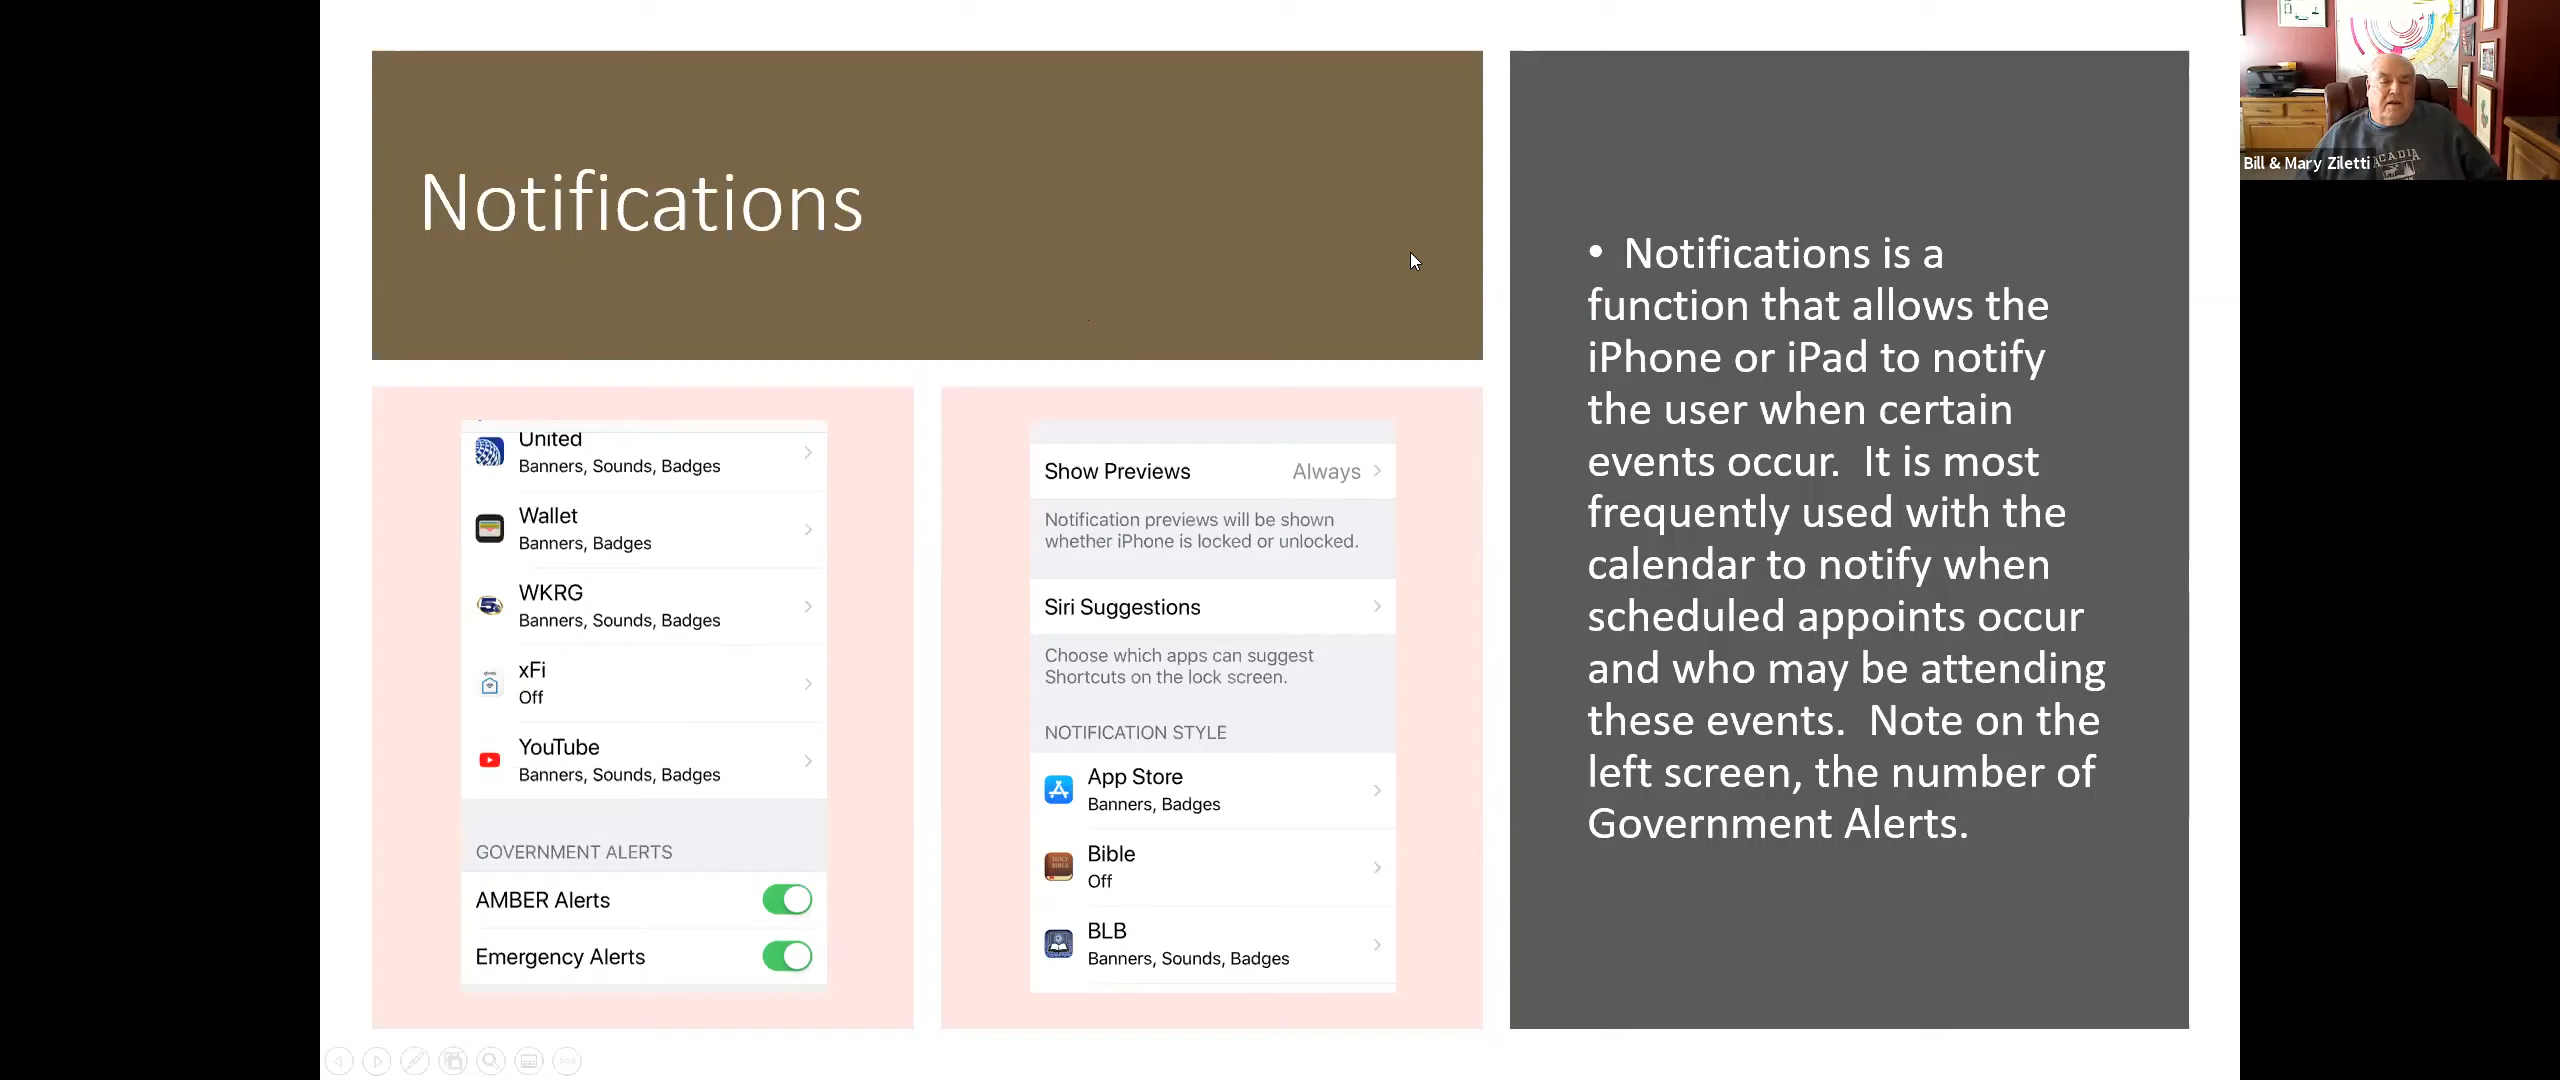 Notifications
United
Banners, Sounds, Badges
Wallet
Banners, Badges
WKRG
Banners, Sounds, Badges
xFi
Off
YouTube
Banners, Sounds, Badges
GOVERNMENT ALERTS
AMBER Alerts
Emergency Alerts
Show Previews Always
Notification previews will be shown
whether iPhone is locked or unlocked.
Siri Suggestions
Choose which apps can suggest
Shortcuts on the lock screen.
NOTIFICATION STYLE
App Store
Banners, Badges
Bible
Off
BLB
Banners, Sounds, Badges
• Notifications is a
function that allows the
iPhone or iPad to notify
the user when certain
events occur. It is most
frequently used with the
calendar to notify when
scheduled appoints occur
and who may be attending
these events. Note on the
left screen, the number of
Government Alerts.
Bill & Mary Ziletti